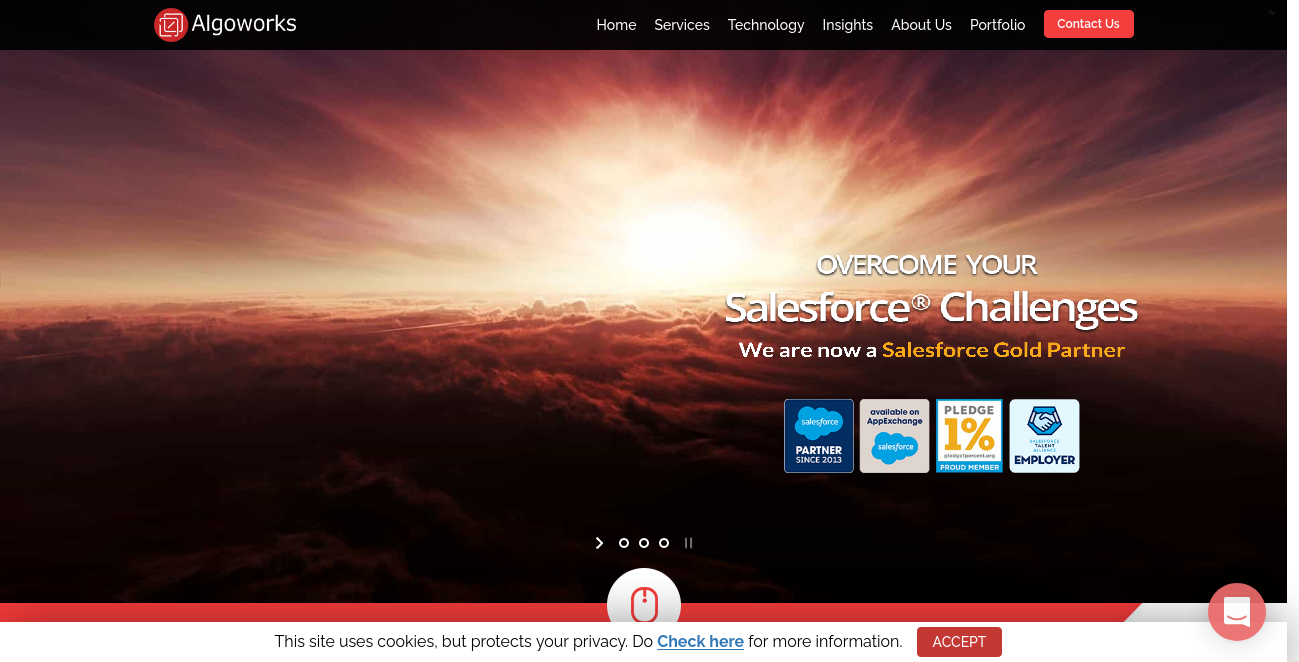 Algoworks
Home Services Technology Insights About Us Portfolio Contact Us
OVERCOME YOUR
Salesforce® Challenges
We are now a Salesforce Gold Partner
salesforce
PARTNER
SINCE 2013
available on
AppExchange
salesforce
PLEDGE
1%
pledge1percent.org
PROUD MEMBER
SALESFORCE
TALENT
ALLIANCE
EMPLOYER
This site uses cookies, but protects your privacy. Do Check here for more information. ACCEPT